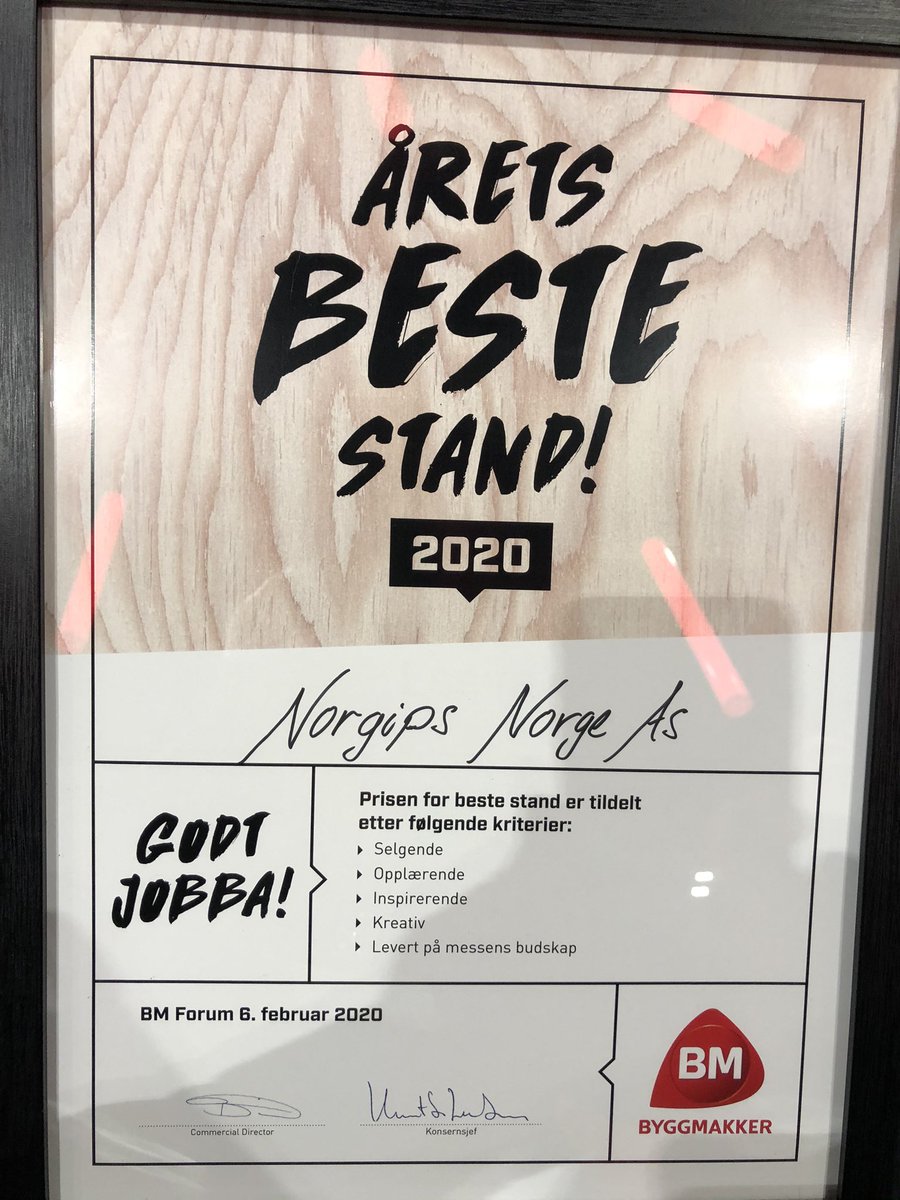 ÅRETS
BESTE
STAND!
2020
Norgips Norge As
GODT
JOBBA!
Prisen for beste stand er tildelt
etter følgende kriterier:
Selgende
Opplærende
Inspirerende
Kreativ
Levert på messens budskap
BM Forum 6. februar 2020
Commercial Director
Konsernsjef
BM
BYGGMAKKER